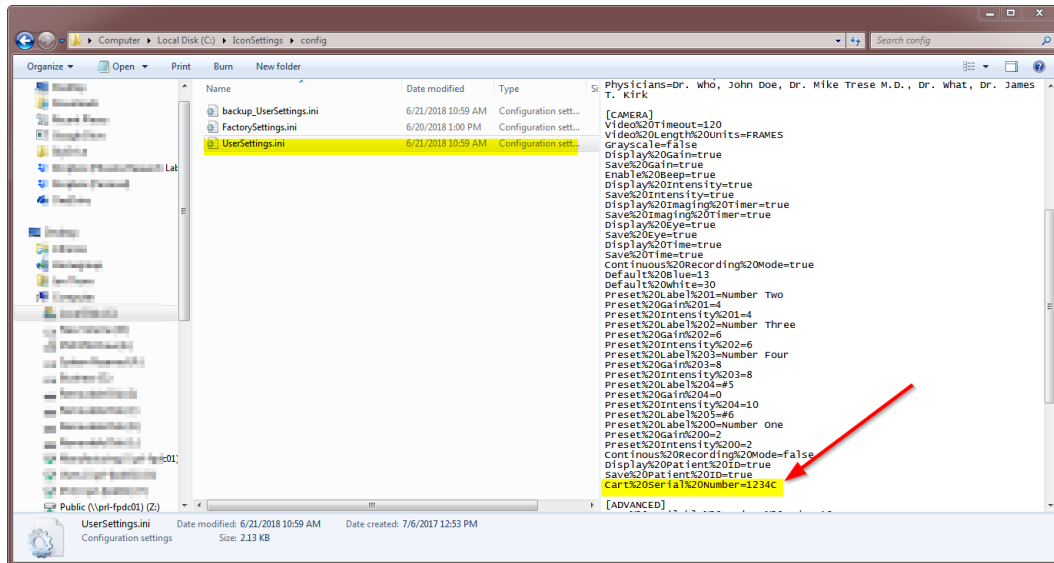 Computer ▸ Local Disk (C:) ▸ IconSettings ▸ config
Search config
Organize Open Print Burn New folder
Name Date modified Type Si
backup_UserSettings.ini 6/21/2018 10:59 AM Configuration sett...
FactorySettings.ini 6/20/2018 1:00 PM Configuration sett...
UserSettings.ini 6/21/2018 10:59 AM Configuration sett...
Lab
c01)
Public (\\prl-fpdc01) (Z:)
Physicians=Dr. Who, John Doe, Dr. Mike Trese M.D., Dr. What, Dr. James
T. Kirk
[CAMERA]
Video%20Timeout=120
Video%20Length%20Units=FRAMES
Grayscale=false
Display%20Gain=true
Save%20Gain=true
Enable%20Beep=true
Display%20Intensity=true
Save%20Intensity=true
Display%20Imaging%20Timer=true
Save%20Imaging%20Timer=true
Display%20Eye=true
Save%20Eye=true
Display%20Time=true
Save%20Time=true
Continuous%20Recording%20Mode=true
Default%20Blue=13
Default%20White=30
Preset%20Label%201=Number Two
Preset%20Gain%201=4
Preset%20Intensity%201=4
Preset%20Label%202=Number Three
Preset%20Gain%202=6
Preset%20Intensity%202=6
Preset%20Label%203=Number Four
Preset%20Gain%203=8
Preset%20Intensity%203=8
Preset%20Label%204=#5
Preset%20Gain%204=0
Preset%20Intensity%204=10
Preset%20Label%205=#6
Preset%20Label%200=Number One
Preset%20Gain%200=2
Preset%20Intensity%200=2
Continous%20Recording%20Mode=false
Display%20Patient%20ID=true
Save%20Patient%20ID=true
Cart%20Serial%20Number=1234C
[ADVANCED]
UserSettings.ini Date modified: 6/21/2018 10:59 AM Date created: 7/6/2017 12:53 PM
Configuration settings Size: 2.13 KB